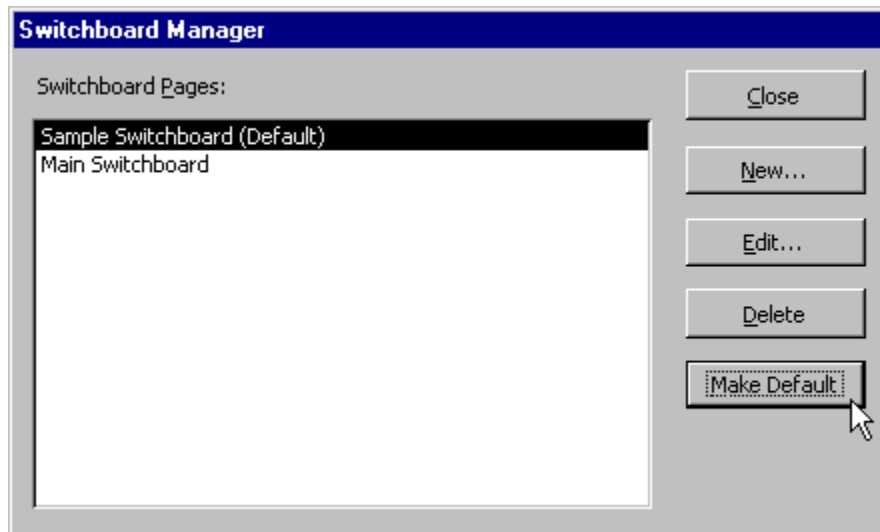 Switchboard Manager
Switchboard Pages:
Sample Switchboard (Default)
Main Switchboard
Close
New...
Edit...
Delete
Make Default